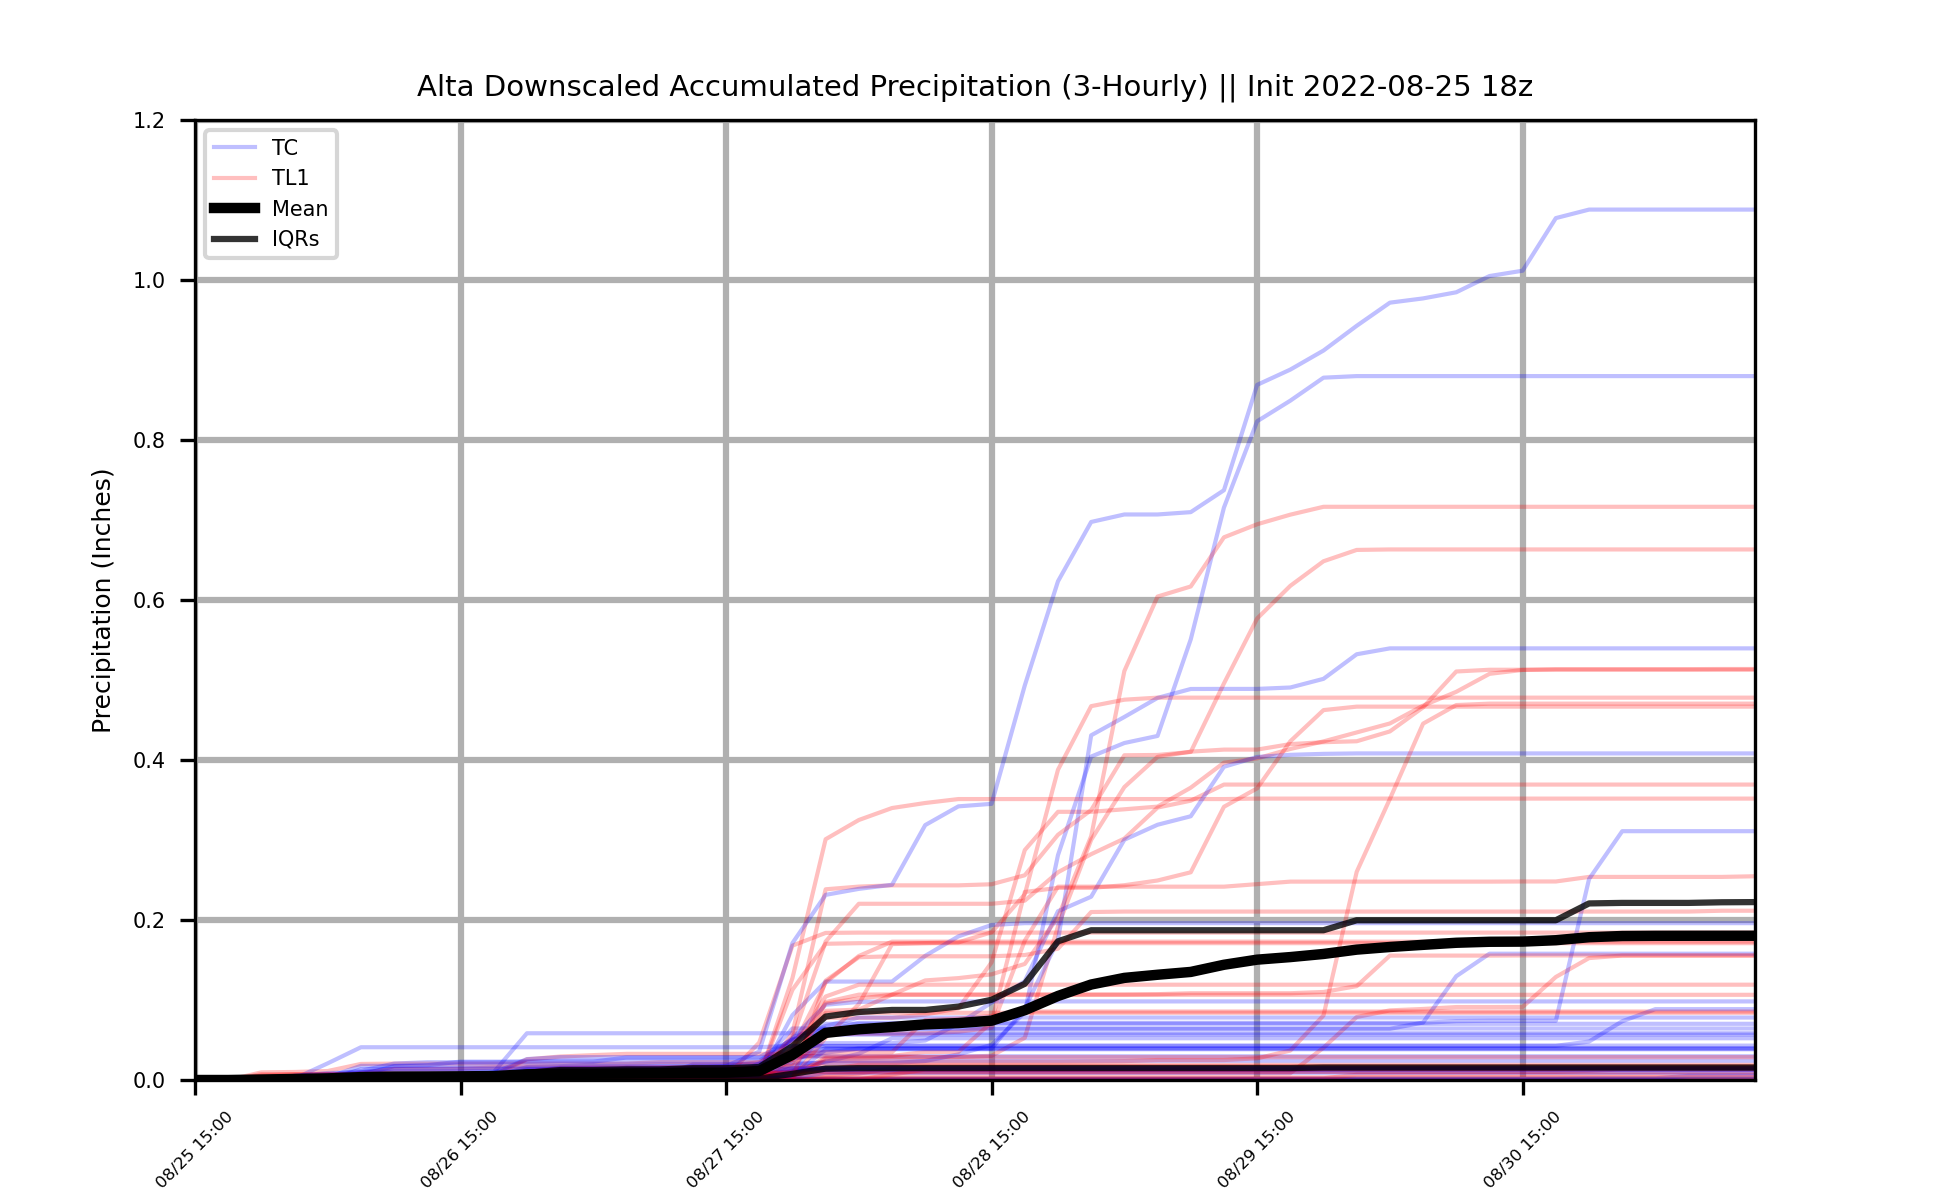 Alta Downscaled Accumulated Precipitation (3-Hourly) || Init 2022-08-25 18z
1.2
1.0
0.8
0.6
0.4
0.2
0.0
Precipitation (Inches)
TC
TL1
Mean
IQRs
08/25 15:00
08/26 15:00
08/27 15:00
08/28 15:00
08/29 15:00
08/30 15:00